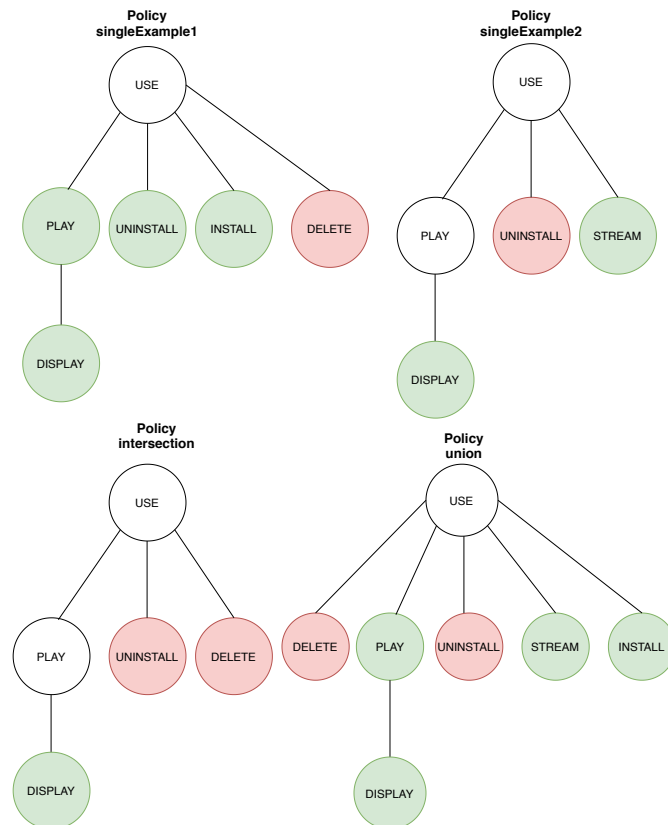 Policy
singleExample1
USE
PLAY
UNINSTALL
INSTALL
DELETE
DISPLAY
Policy
singleExample2
USE
PLAY
UNINSTALL
STREAM
DISPLAY
Policy
intersection
USE
PLAY
UNINSTALL
DELETE
DISPLAY
Policy
union
USE
DELETE
PLAY
UNINSTALL
STREAM
INSTALL
DISPLAY